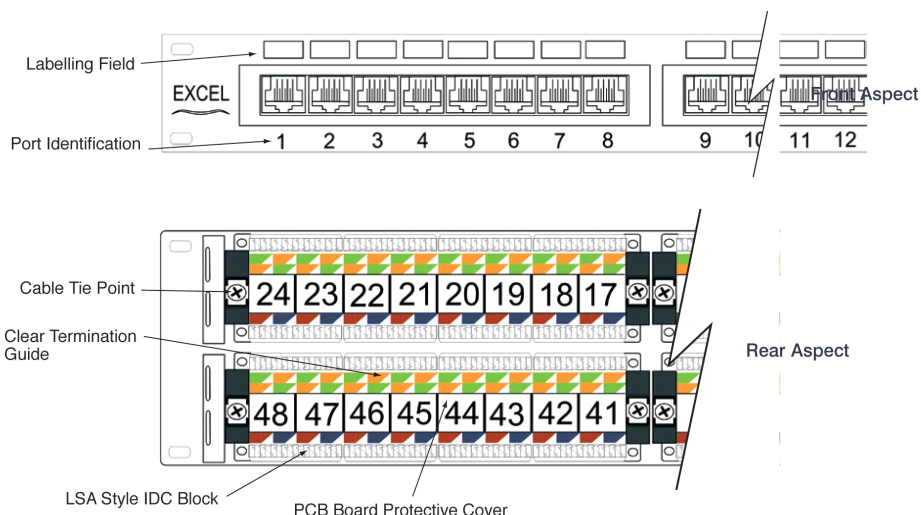 Labelling Field
EXCEL
Front Aspect
Port Identification
1 2 3 4 5 6 7 8 9 10 11 12
Cable Tie Point
24 23 22 21 20 19 18 17
Clear Termination
Guide
Rear Aspect
48 47 46 45 44 43 42 41
LSA Style IDC Block
PCB Board Protective Cover